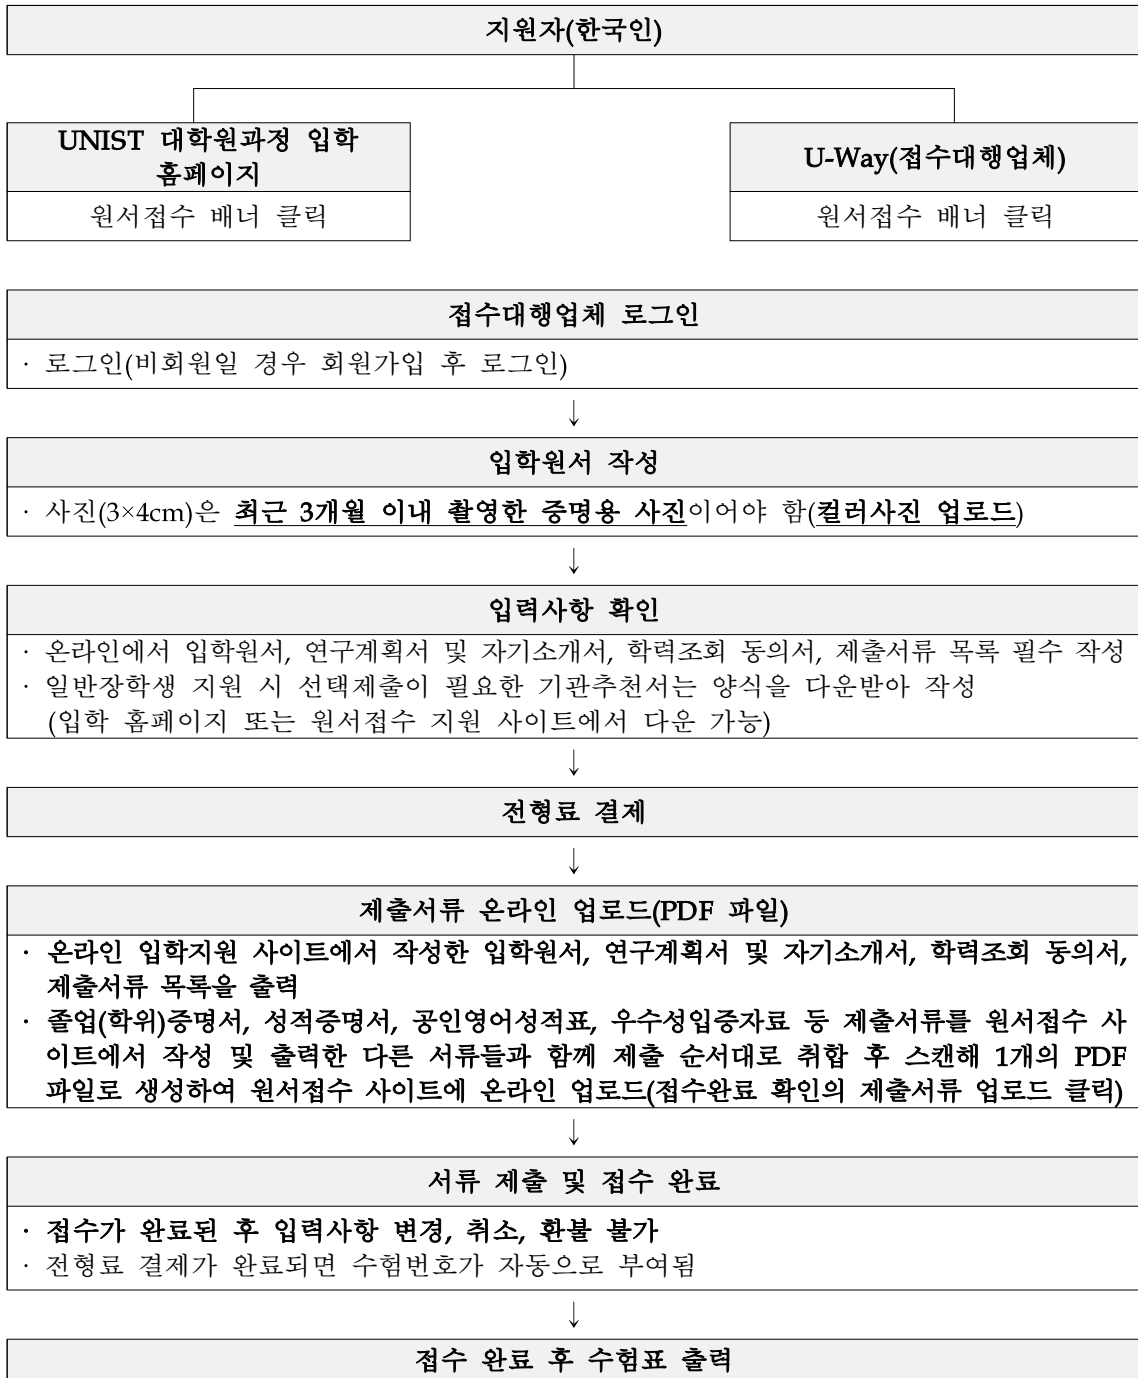 지원자(한국인)
UNIST 대학원과정 입학
홈페이지
원서접수 배너 클릭
U-Way(접수대행업체)
원서접수 배너 클릭
접수대행업체 로그인
· 로그인(비회원일 경우 회원가입 후 로그인)
↓
입학원서 작성
· 사진(3×4cm)은 최근 3개월 이내 촬영한 증명용 사진이어야 함(컬러사진 업로드)
↓
입력사항 확인
· 온라인에서 입학원서, 연구계획서 및 자기소개서, 학력조회 동의서, 제출서류 목록 필수 작성
· 일반장학생 지원 시 선택제출이 필요한 기관추천서는 양식을 다운받아 작성
(입학 홈페이지 또는 원서접수 지원 사이트에서 다운 가능)
↓
전형료 결제
↓
제출서류 온라인 업로드(PDF 파일)
· 온라인 입학지원 사이트에서 작성한 입학원서, 연구계획서 및 자기소개서, 학력조회 동의서,
제출서류 목록을 출력
· 졸업(학위)증명서, 성적증명서, 공인영어성적표, 우수성입증자료 등 제출서류를 원서접수 사
이트에서 작성 및 출력한 다른 서류들과 함께 제출 순서대로 취합 후 스캔해 1개의 PDF
파일로 생성하여 원서접수 사이트에 온라인 업로드(접수완료 확인의 제출서류 업로드 클릭)
↓
서류 제출 및 접수 완료
· 접수가 완료된 후 입력사항 변경, 취소, 환불 불가
· 전형료 결제가 완료되면 수험번호가 자동으로 부여됨
↓
접수 완료 후 수험표 출력